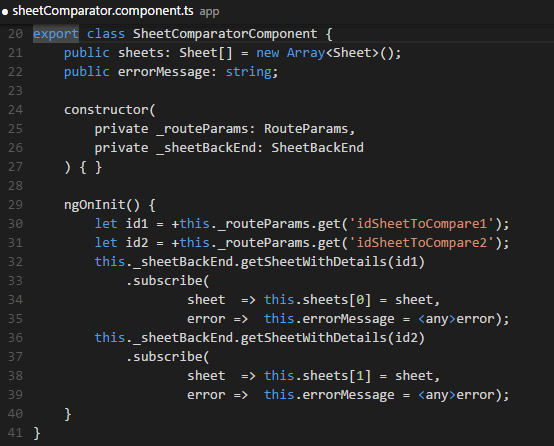 ● sheetComparator.component.ts app
20 export class SheetComparatorComponent {
21     public sheets: Sheet[] = new Array<Sheet>();
22     public errorMessage: string;
23
24     constructor(
25         private _routeParams: RouteParams,
26         private _sheetBackEnd: SheetBackEnd
27     ) { }
28
29     ngOnInit() {
30         let id1 = +this._routeParams.get('idSheetToCompare1');
31         let id2 = +this._routeParams.get('idSheetToCompare2');
32         this._sheetBackEnd.getSheetWithDetails(id1)
33             .subscribe(
34                     sheet  => this.sheets[0] = sheet,
35                     error =>  this.errorMessage = <any>error);
36         this._sheetBackEnd.getSheetWithDetails(id2)
37             .subscribe(
38                     sheet  => this.sheets[1] = sheet,
39                     error =>  this.errorMessage = <any>error);
40     }
41 }